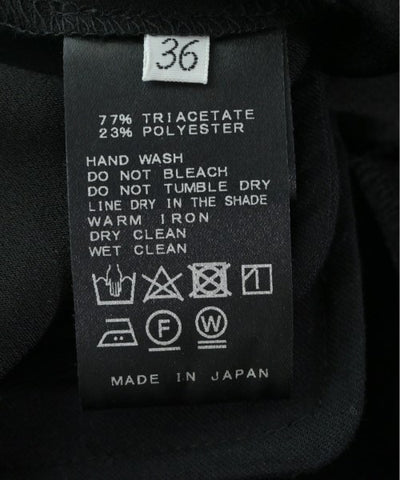 36
77% TRIACETATE
23% POLYESTER
HAND WASH
DO NOT BLEACH
DO NOT TUMBLE DRY
LINE DRY IN THE SHADE
WARM IRON
DRY CLEAN
WET CLEAN
F W
MADE IN JAPAN